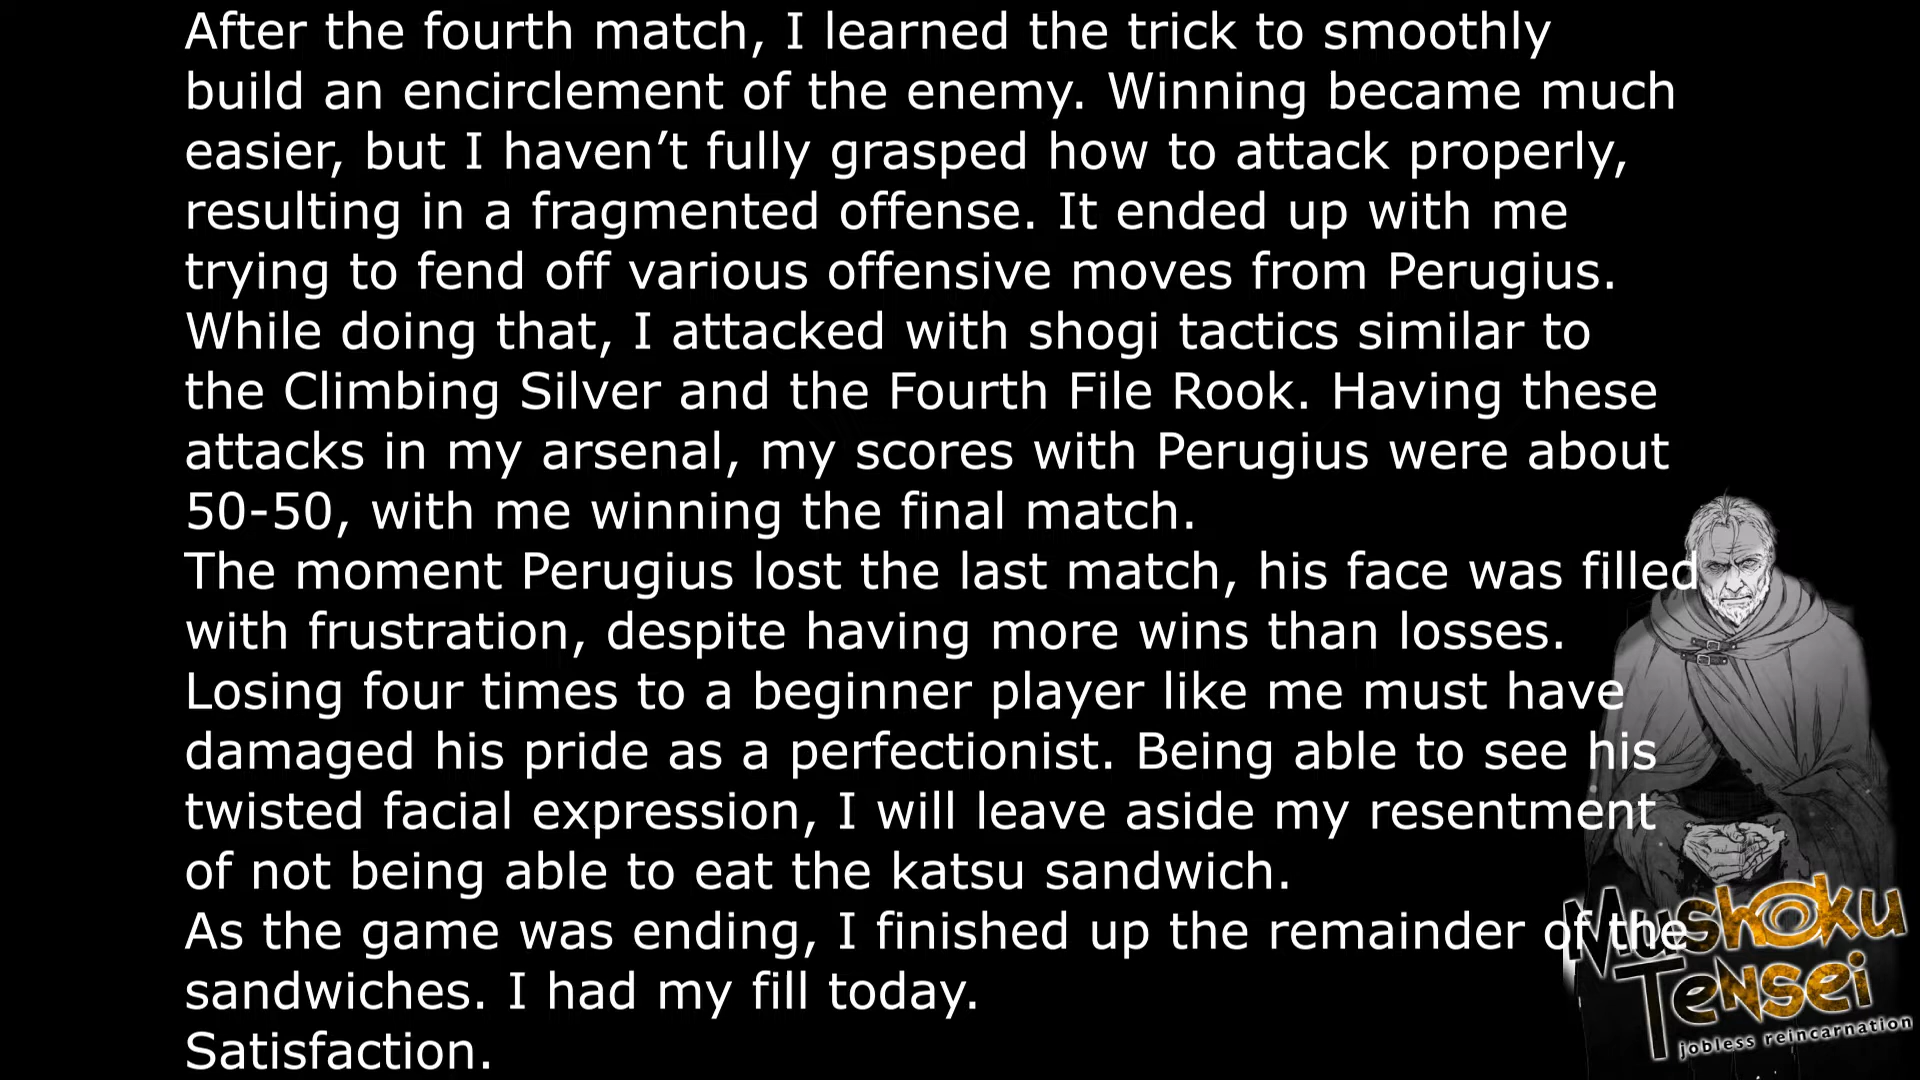 After the fourth match, I learned the trick to smoothly
build an encirclement of the enemy. Winning became much
easier, but I haven’t fully grasped how to attack properly,
resulting in a fragmented offense. It ended up with me
trying to fend off various offensive moves from Perugius.
While doing that, I attacked with shogi tactics similar to
the Climbing Silver and the Fourth File Rook. Having these
attacks in my arsenal, my scores with Perugius were about
50-50, with me winning the final match.
The moment Perugius lost the last match, his face was filled
with frustration, despite having more wins than losses.
Losing four times to a beginner player like me must have
damaged his pride as a perfectionist. Being able to see his
twisted facial expression, I will leave aside my resentment
of not being able to eat the katsu sandwich.
As the game was ending, I finished up the remainder of the
sandwiches. I had my fill today.
Satisfaction.
Mushoku
Tensei
jobless reincarnation